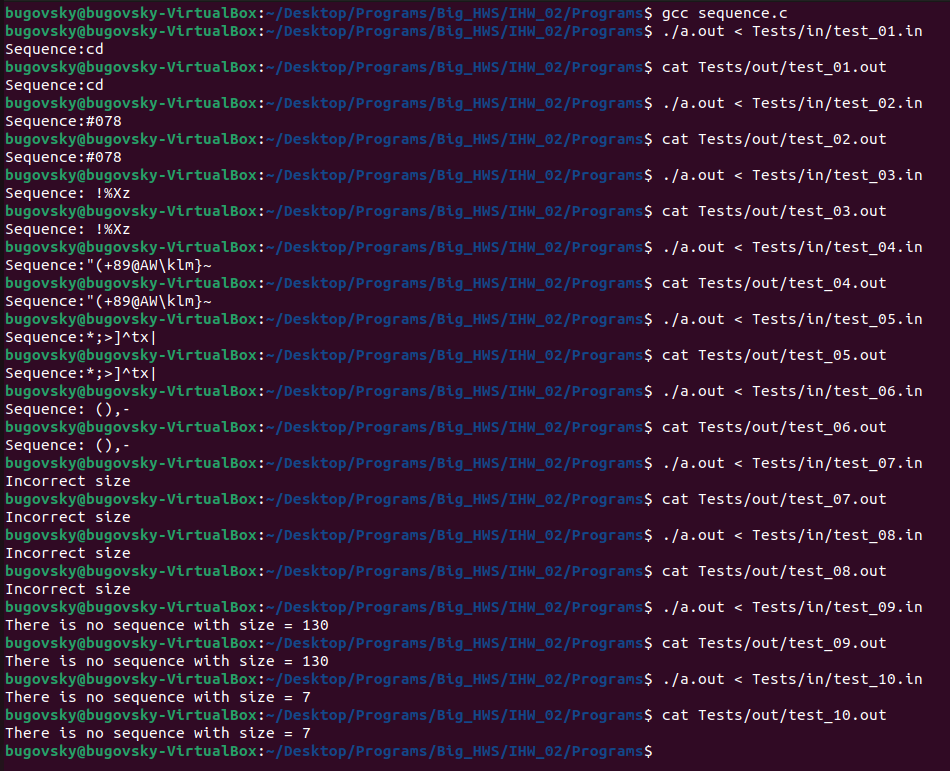 bugovsky@bugovsky-VirtualBox:~/Desktop/Programs/Big_HWS/IHW_02/Programs$ gcc sequence.c
bugovsky@bugovsky-VirtualBox:~/Desktop/Programs/Big_HWS/IHW_02/Programs$ ./a.out < Tests/in/test_01.in
Sequence:cd
bugovsky@bugovsky-VirtualBox:~/Desktop/Programs/Big_HWS/IHW_02/Programs$ cat Tests/out/test_01.out
Sequence:cd
bugovsky@bugovsky-VirtualBox:~/Desktop/Programs/Big_HWS/IHW_02/Programs$ ./a.out < Tests/in/test_02.in
Sequence:#078
bugovsky@bugovsky-VirtualBox:~/Desktop/Programs/Big_HWS/IHW_02/Programs$ cat Tests/out/test_02.out
Sequence:#078
bugovsky@bugovsky-VirtualBox:~/Desktop/Programs/Big_HWS/IHW_02/Programs$ ./a.out < Tests/in/test_03.in
Sequence: !%Xz
bugovsky@bugovsky-VirtualBox:~/Desktop/Programs/Big_HWS/IHW_02/Programs$ cat Tests/out/test_03.out
Sequence: !%Xz
bugovsky@bugovsky-VirtualBox:~/Desktop/Programs/Big_HWS/IHW_02/Programs$ ./a.out < Tests/in/test_04.in
Sequence:"(+89@AW\klm}~
bugovsky@bugovsky-VirtualBox:~/Desktop/Programs/Big_HWS/IHW_02/Programs$ cat Tests/out/test_04.out
Sequence:"(+89@AW\klm}~
bugovsky@bugovsky-VirtualBox:~/Desktop/Programs/Big_HWS/IHW_02/Programs$ ./a.out < Tests/in/test_05.in
Sequence:*;>]^tx|
bugovsky@bugovsky-VirtualBox:~/Desktop/Programs/Big_HWS/IHW_02/Programs$ cat Tests/out/test_05.out
Sequence:*;>]^tx|
bugovsky@bugovsky-VirtualBox:~/Desktop/Programs/Big_HWS/IHW_02/Programs$ ./a.out < Tests/in/test_06.in
Sequence: (),-
bugovsky@bugovsky-VirtualBox:~/Desktop/Programs/Big_HWS/IHW_02/Programs$ cat Tests/out/test_06.out
Sequence: (),-
bugovsky@bugovsky-VirtualBox:~/Desktop/Programs/Big_HWS/IHW_02/Programs$ ./a.out < Tests/in/test_07.in
Incorrect size
bugovsky@bugovsky-VirtualBox:~/Desktop/Programs/Big_HWS/IHW_02/Programs$ cat Tests/out/test_07.out
Incorrect size
bugovsky@bugovsky-VirtualBox:~/Desktop/Programs/Big_HWS/IHW_02/Programs$ ./a.out < Tests/in/test_08.in
Incorrect size
bugovsky@bugovsky-VirtualBox:~/Desktop/Programs/Big_HWS/IHW_02/Programs$ cat Tests/out/test_08.out
Incorrect size
bugovsky@bugovsky-VirtualBox:~/Desktop/Programs/Big_HWS/IHW_02/Programs$ ./a.out < Tests/in/test_09.in
There is no sequence with size = 130
bugovsky@bugovsky-VirtualBox:~/Desktop/Programs/Big_HWS/IHW_02/Programs$ cat Tests/out/test_09.out
There is no sequence with size = 130
bugovsky@bugovsky-VirtualBox:~/Desktop/Programs/Big_HWS/IHW_02/Programs$ ./a.out < Tests/in/test_10.in
There is no sequence with size = 7
bugovsky@bugovsky-VirtualBox:~/Desktop/Programs/Big_HWS/IHW_02/Programs$ cat Tests/out/test_10.out
There is no sequence with size = 7
bugovsky@bugovsky-VirtualBox:~/Desktop/Programs/Big_HWS/IHW_02/Programs$